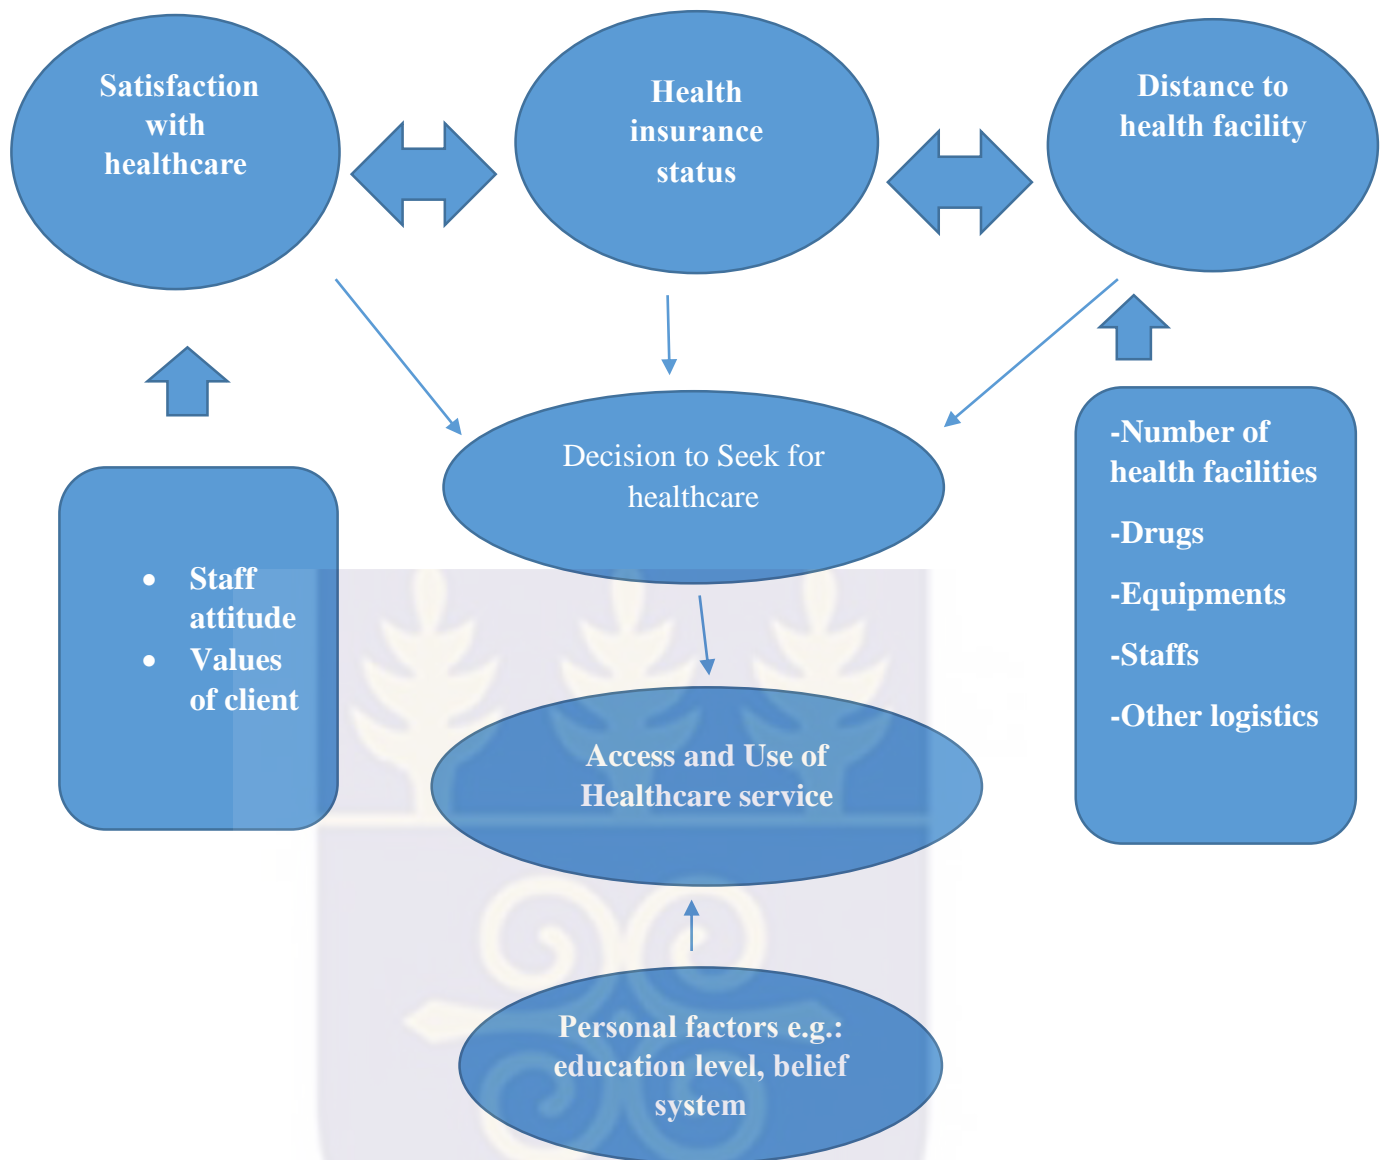 Satisfaction
with
healthcare
Health
insurance
status
Distance to
health facility
Decision to Seek for
healthcare
• Staff
attitude
• Values
of client
-Number of
health facilities
-Drugs
-Equipments
-Staffs
-Other logistics
Access and Use of
Healthcare service
Personal factors e.g.:
education level, belief
system